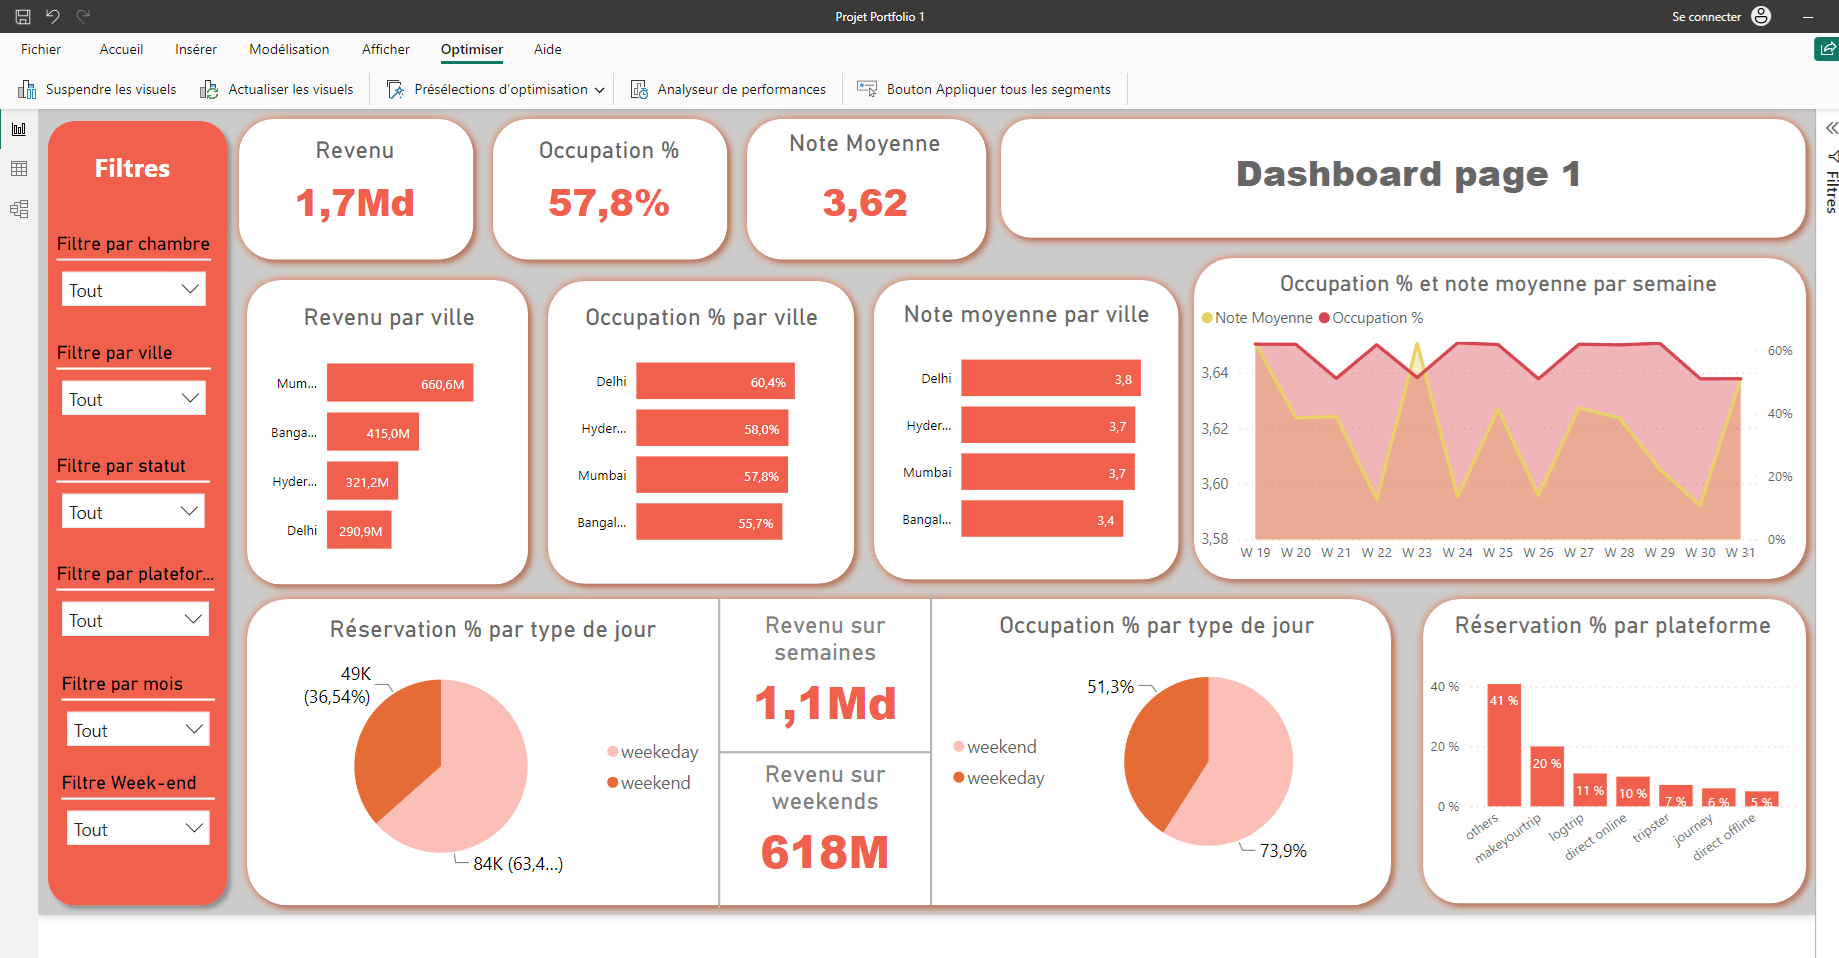 Projet Portfolio 1
Se connecter
Fichier Accueil Insérer Modélisation Afficher Optimiser Aide
Suspendre les visuels Actualiser les visuels Présélections d'optimisation Analyseur de performances Bouton Appliquer tous les segments
Filtres
Filtre par chambre
Tout
Filtre par ville
Tout
Filtre par statut
Tout
Filtre par platefor...
Tout
Filtre par mois
Tout
Filtre Week-end
Tout
Revenu
1,7Md
Occupation %
57,8%
Note Moyenne
3,62
Dashboard page 1
Filtres
Revenu par ville
Mum... 660,6M
Banga... 415,0M
Hyder... 321,2M
Delhi 290,9M
Occupation % par ville
Delhi 60,4%
Hyder... 58,0%
Mumbai 57,8%
Bangal... 55,7%
Note moyenne par ville
Delhi 3,8
Hyder... 3,7
Mumbai 3,7
Bangal... 3,4
Occupation % et note moyenne par semaine
Note Moyenne Occupation %
3,64
3,62
3,60
3,58
60%
40%
20%
0%
W 19 W 20 W 21 W 22 W 23 W 24 W 25 W 26 W 27 W 28 W 29 W 30 W 31
Réservation % par type de jour
49K
(36,54%)
84K (63,4...)
weekeday
weekend
Revenu sur
semaines
1,1Md
Revenu sur
weekends
618M
Occupation % par type de jour
51,3%
73,9%
weekend
weekeday
Réservation % par plateforme
40 %
20 %
0 %
41 % 20 % 11 % 10 % 7 % 6 % 5 %
others makeyourtrip logtrip direct online tripster journey direct offline